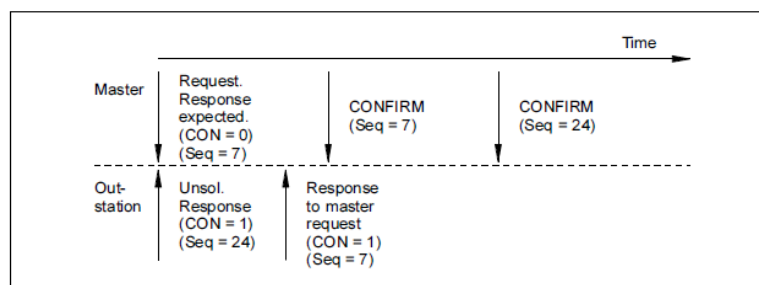 Time
Master
Request.
Response
expected.
(CON = 0)
(Seq = 7)
CONFIRM
(Seq = 7)
CONFIRM
(Seq = 24)
Out-
station
Unsol.
Response
(CON = 1)
(Seq = 24)
Response
to master
request
(CON = 1)
(Seq = 7)